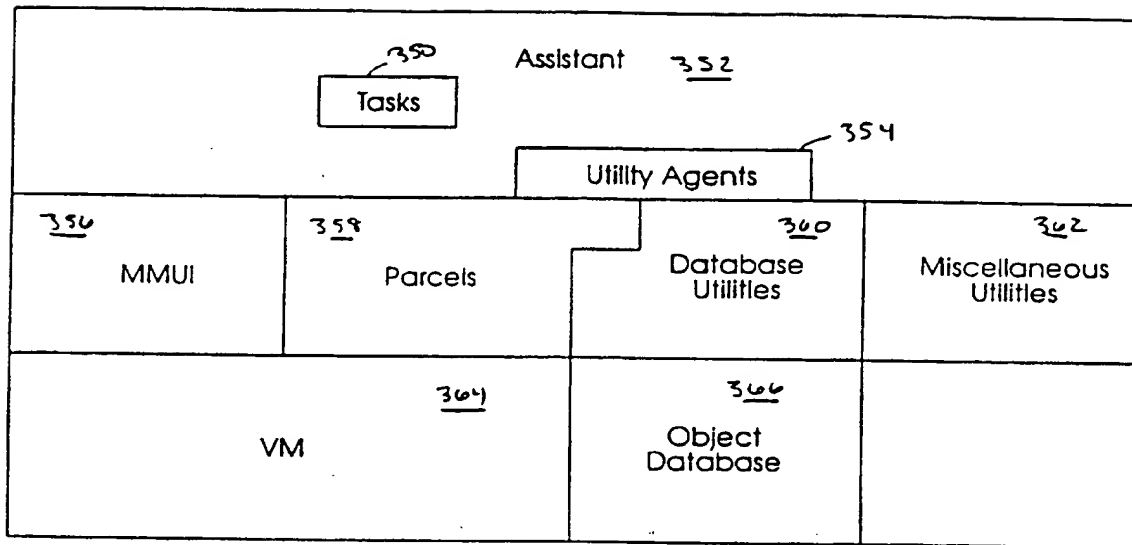 350
Assistant 352
Tasks
354
Utility Agents
356
358
360
362
MMUI
Parcels
Database
Utilities
Miscellaneous
Utilities
364
366
VM
Object
Database